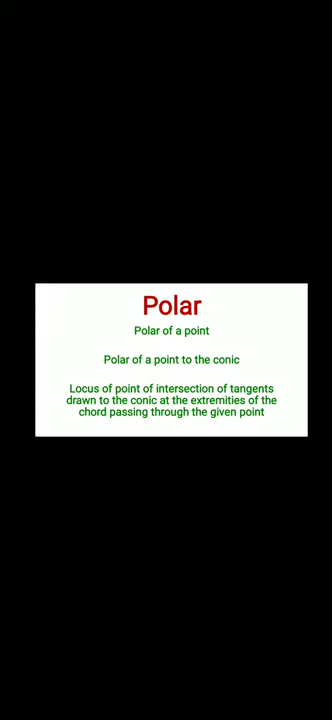 Polar
Polar of a point
Polar of a point to the conic
Locus of point of intersection of tangents
drawn to the conic at the extremities of the
chord passing through the given point